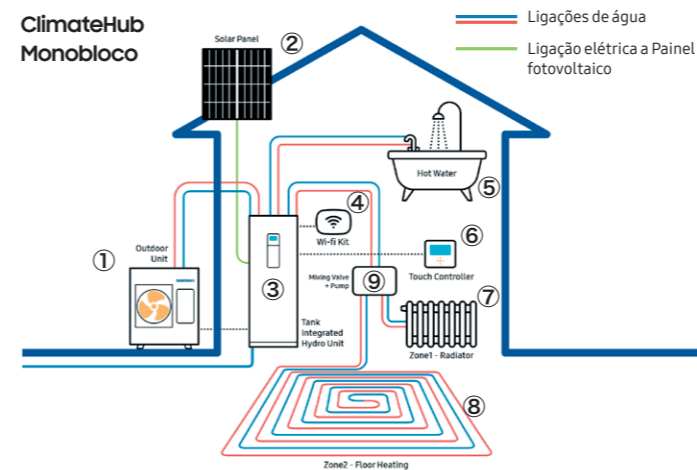 ClimateHub
Monobloco
Solar Panel
②
Ligações de água
Ligação elétrica a Painel
fotovoltaico
Hot Water
⑤
④
Wi-fi Kit
⑥
Touch Controller
①
Outdoor
Unit
SAMSUNG
③
Mixing Valve
+ Pump
⑨
⑦
Tank
Integrated
Hydro Unit
Zone1 - Radiator
⑧
Zone2 - Floor Heating